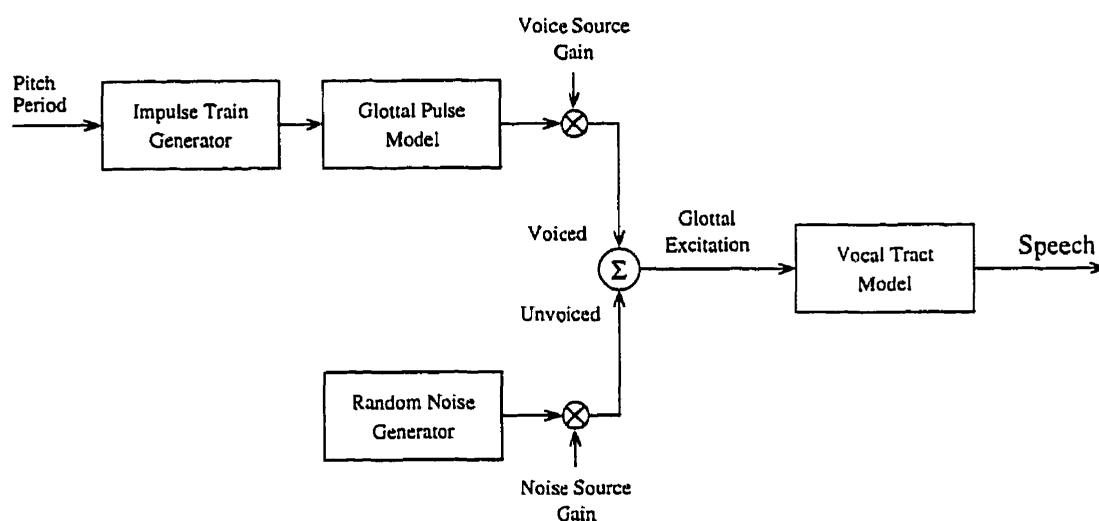 Voice Source
Gain
Pitch
Period
Impulse Train
Generator
Glottal Pulse
Model
Voiced
Glottal
Excitation
Σ
Vocal Tract
Model
Speech
Unvoiced
Random Noise
Generator
Noise Source
Gain